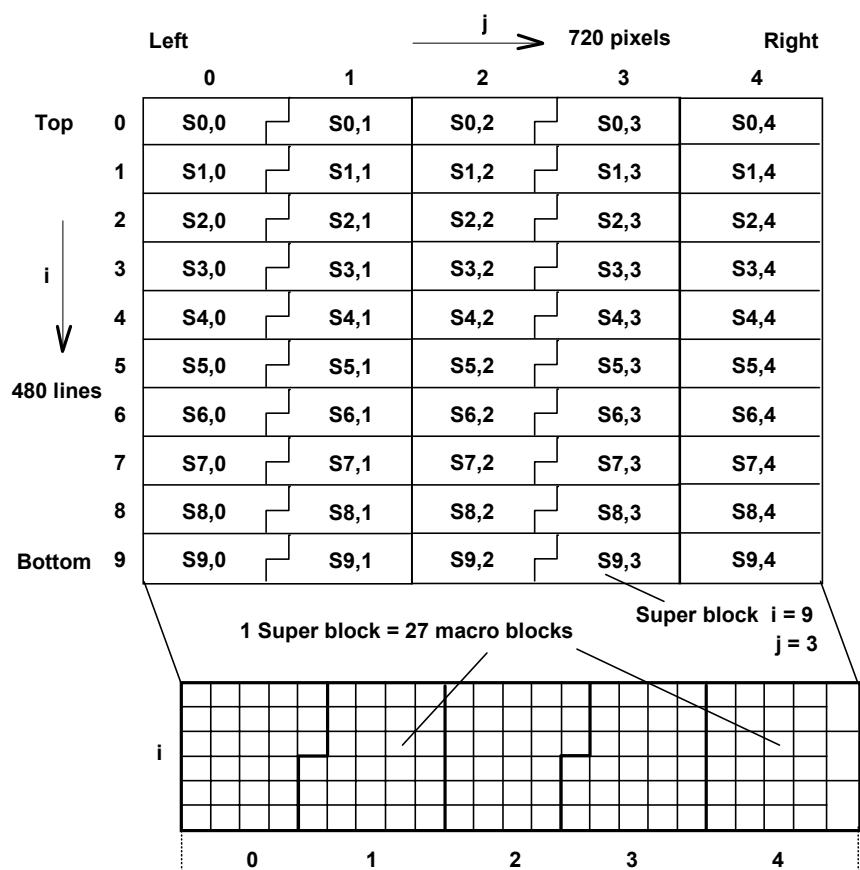 j
Left 720 pixels Right
0 1 2 3 4
Top 0 S0,0 S0,1 S0,2 S0,3 S0,4
1 S1,0 S1,1 S1,2 S1,3 S1,4
2 S2,0 S2,1 S2,2 S2,3 S2,4
i 3 S3,0 S3,1 S3,2 S3,3 S3,4
4 S4,0 S4,1 S4,2 S4,3 S4,4
5 S5,0 S5,1 S5,2 S5,3 S5,4
480 lines
6 S6,0 S6,1 S6,2 S6,3 S6,4
7 S7,0 S7,1 S7,2 S7,3 S7,4
8 S8,0 S8,1 S8,2 S8,3 S8,4
Bottom 9 S9,0 S9,1 S9,2 S9,3 S9,4
Super block i = 9
1 Super block = 27 macro blocks
j = 3
i
0 1 2 3 4